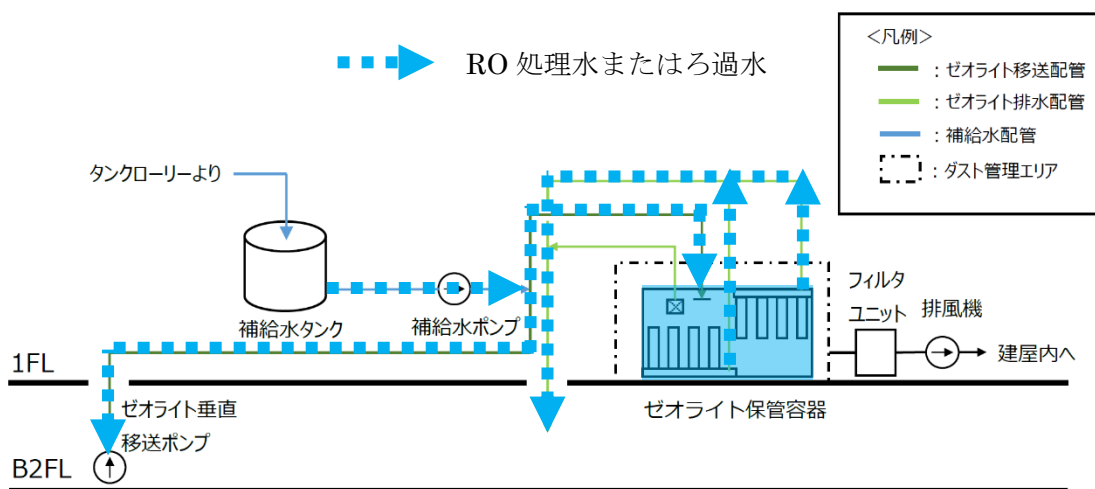 RO 処理水またはろ過水
<凡例>
：ゼオライト移送配管
：ゼオライト排水配管
：補給水配管
：ダスト管理エリア
タンクローリーより
補給水タンク
補給水ポンプ
フィルタ
ユニット
排風機
建屋内へ
1FL
ゼオライト垂直
移送ポンプ
ゼオライト保管容器
B2FL